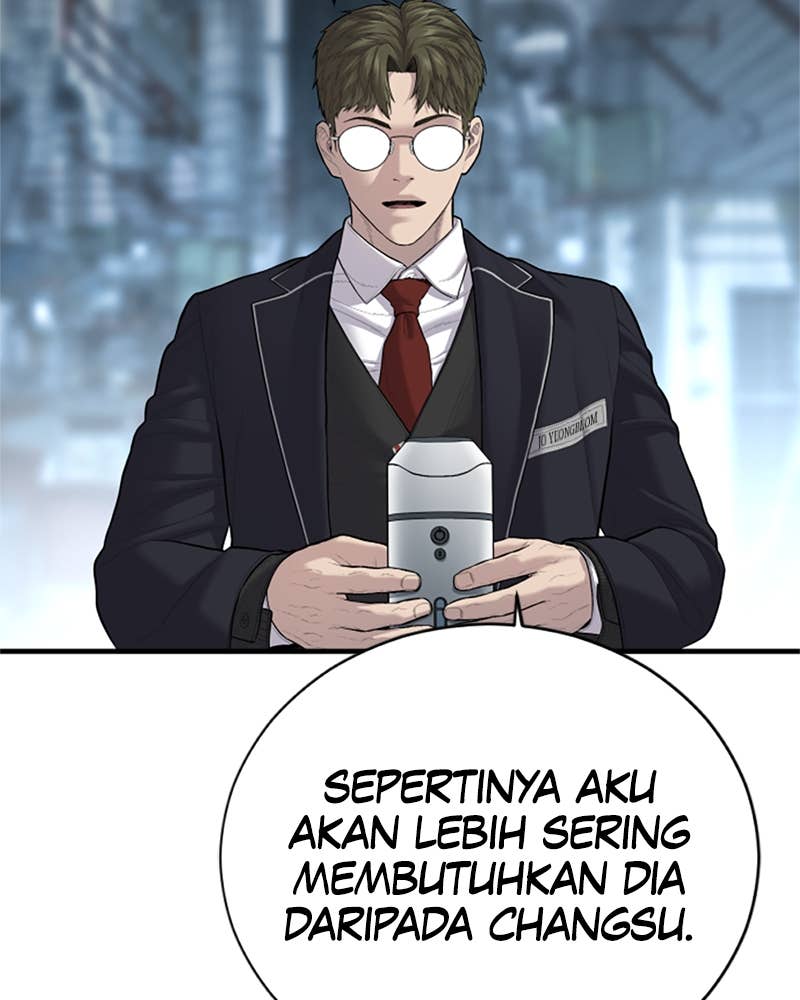 JO YEONGBEOM
SEPERTINYA AKU
AKAN LEBIH SERING
MEMBUTUHKAN DIA
DARIPADA CHANGSU.